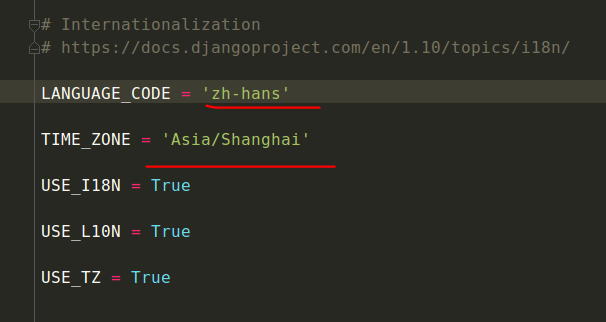 # Internationalization
# https://docs.djangoproject.com/en/1.10/topics/i18n/
LANGUAGE_CODE = 'zh-hans'
TIME_ZONE = 'Asia/Shanghai'
USE_I18N = True
USE_L10N = True
USE_TZ = True